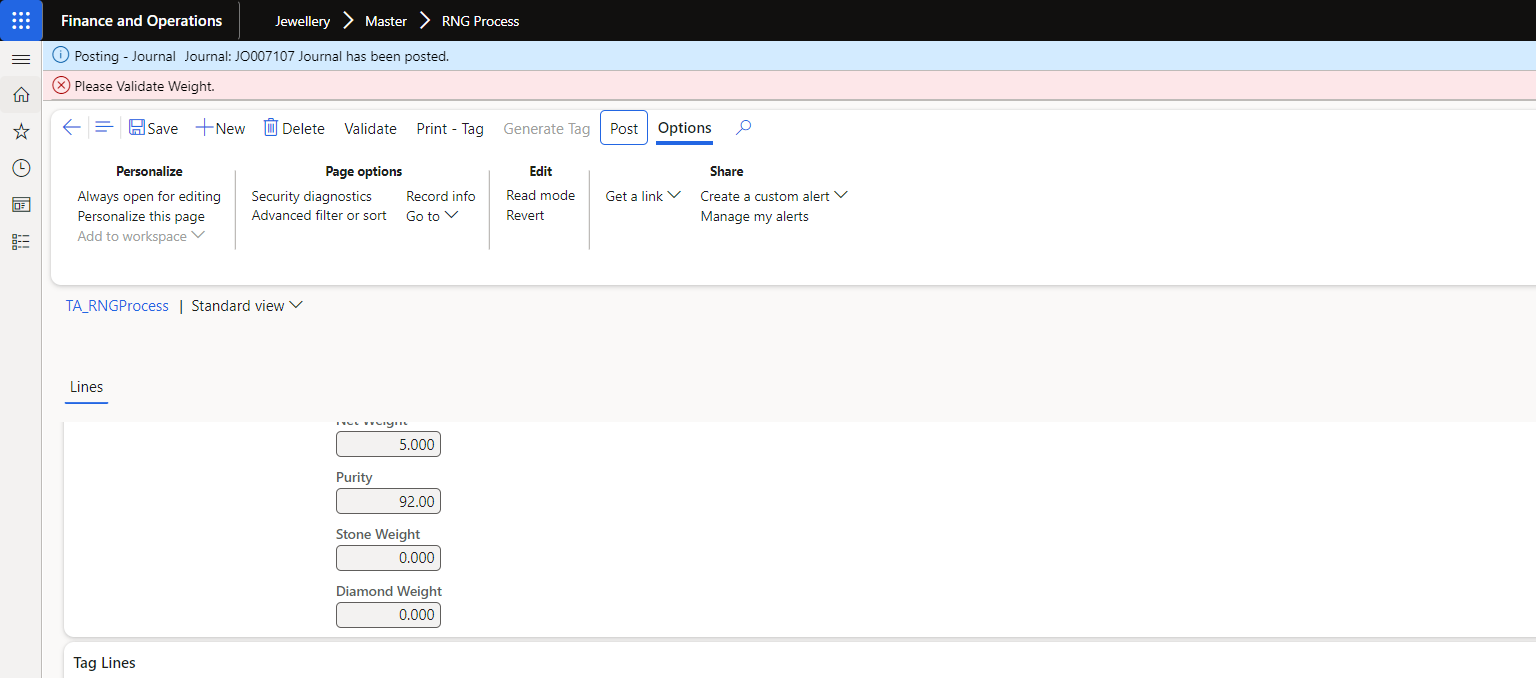 Finance and Operations Jewellery Master RNG Process
Posting - Journal Journal: JO007107 Journal has been posted.
Please Validate Weight.
Save New Delete Validate Print - Tag Generate Tag Post Options
Personalize
Always open for editing
Personalize this page
Add to workspace
Page options
Security diagnostics
Advanced filter or sort
Record info
Go to
Edit
Read mode
Revert
Share
Get a link
Create a custom alert
Manage my alerts
TA_RNGProcess | Standard view
Lines
Net Weight
5.000
Purity
92.00
Stone Weight
0.000
Diamond Weight
0.000
Tag Lines